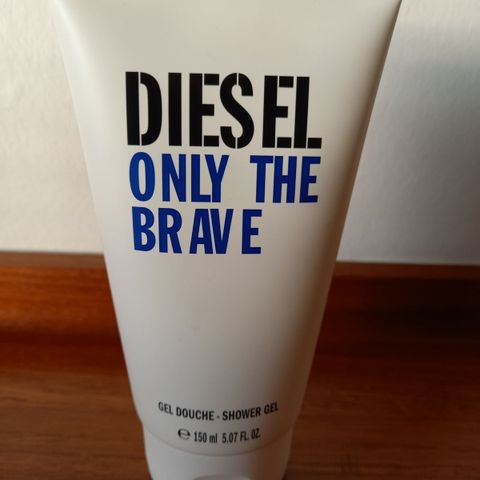 DIESEL
ONLY THE
BRAVE
GEL DOUCHE - SHOWER GEL
℮ 150 ml 5.07 FL. OZ.